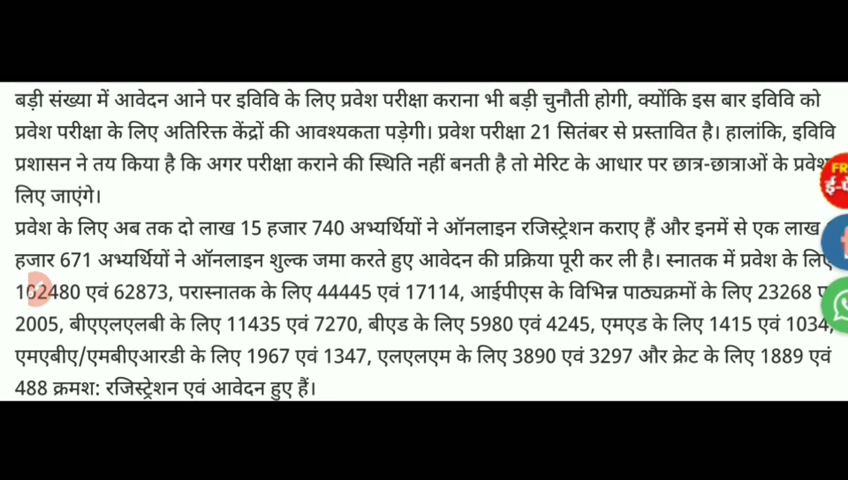 बड़ी संख्या में आवेदन आने पर इविवि के लिए प्रवेश परीक्षा कराना भी बड़ी चुनौती होगी, क्योंकि इस बार इविवि को
प्रवेश परीक्षा के लिए अतिरिक्त केंद्रों की आवश्यकता पड़ेगी। प्रवेश परीक्षा 21 सितंबर से प्रस्तावित है। हालांकि, इविवि
प्रशासन ने तय किया है कि अगर परीक्षा कराने की स्थिति नहीं बनती है तो मेरिट के आधार पर छात्र-छात्राओं के प्रवेश
लिए जाएंगे।
प्रवेश के लिए अब तक दो लाख 15 हजार 740 अभ्यर्थियों ने ऑनलाइन रजिस्ट्रेशन कराए हैं और इनमें से एक लाख
हजार 671 अभ्यर्थियों ने ऑनलाइन शुल्क जमा करते हुए आवेदन की प्रक्रिया पूरी कर ली है। स्नातक में प्रवेश के लिए
102480 एवं 62873, परास्नातक के लिए 44445 एवं 17114, आईपीएस के विभिन्न पाठ्यक्रमों के लिए 23268
2005, बीएएलएलबी के लिए 11435 एवं 7270, बीएड के लिए 5980 एवं 4245, एमएड के लिए 1415 एवं 1034,
एमएबीए/एमबीएआरडी के लिए 1967 एवं 1347, एलएलएम के लिए 3890 एवं 3297 और क्रेट के लिए 1889 एवं
488 क्रमश: रजिस्ट्रेशन एवं आवेदन हुए हैं।